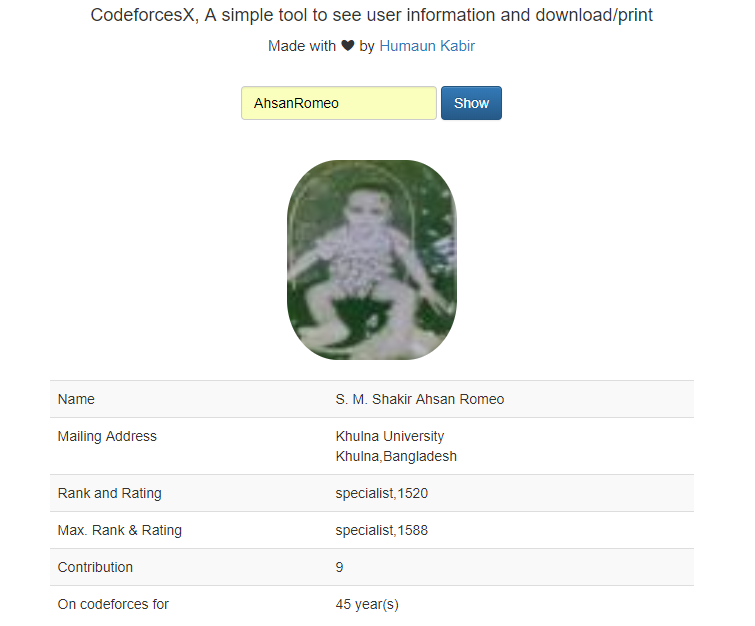 CodeforcesX, A simple tool to see user information and download/print
Made with ♥ by Humaun Kabir
AhsanRomeo Show
Name S. M. Shakir Ahsan Romeo
Mailing Address Khulna University
Khulna,Bangladesh
Rank and Rating specialist,1520
Max. Rank & Rating specialist,1588
Contribution 9
On codeforces for 45 year(s)